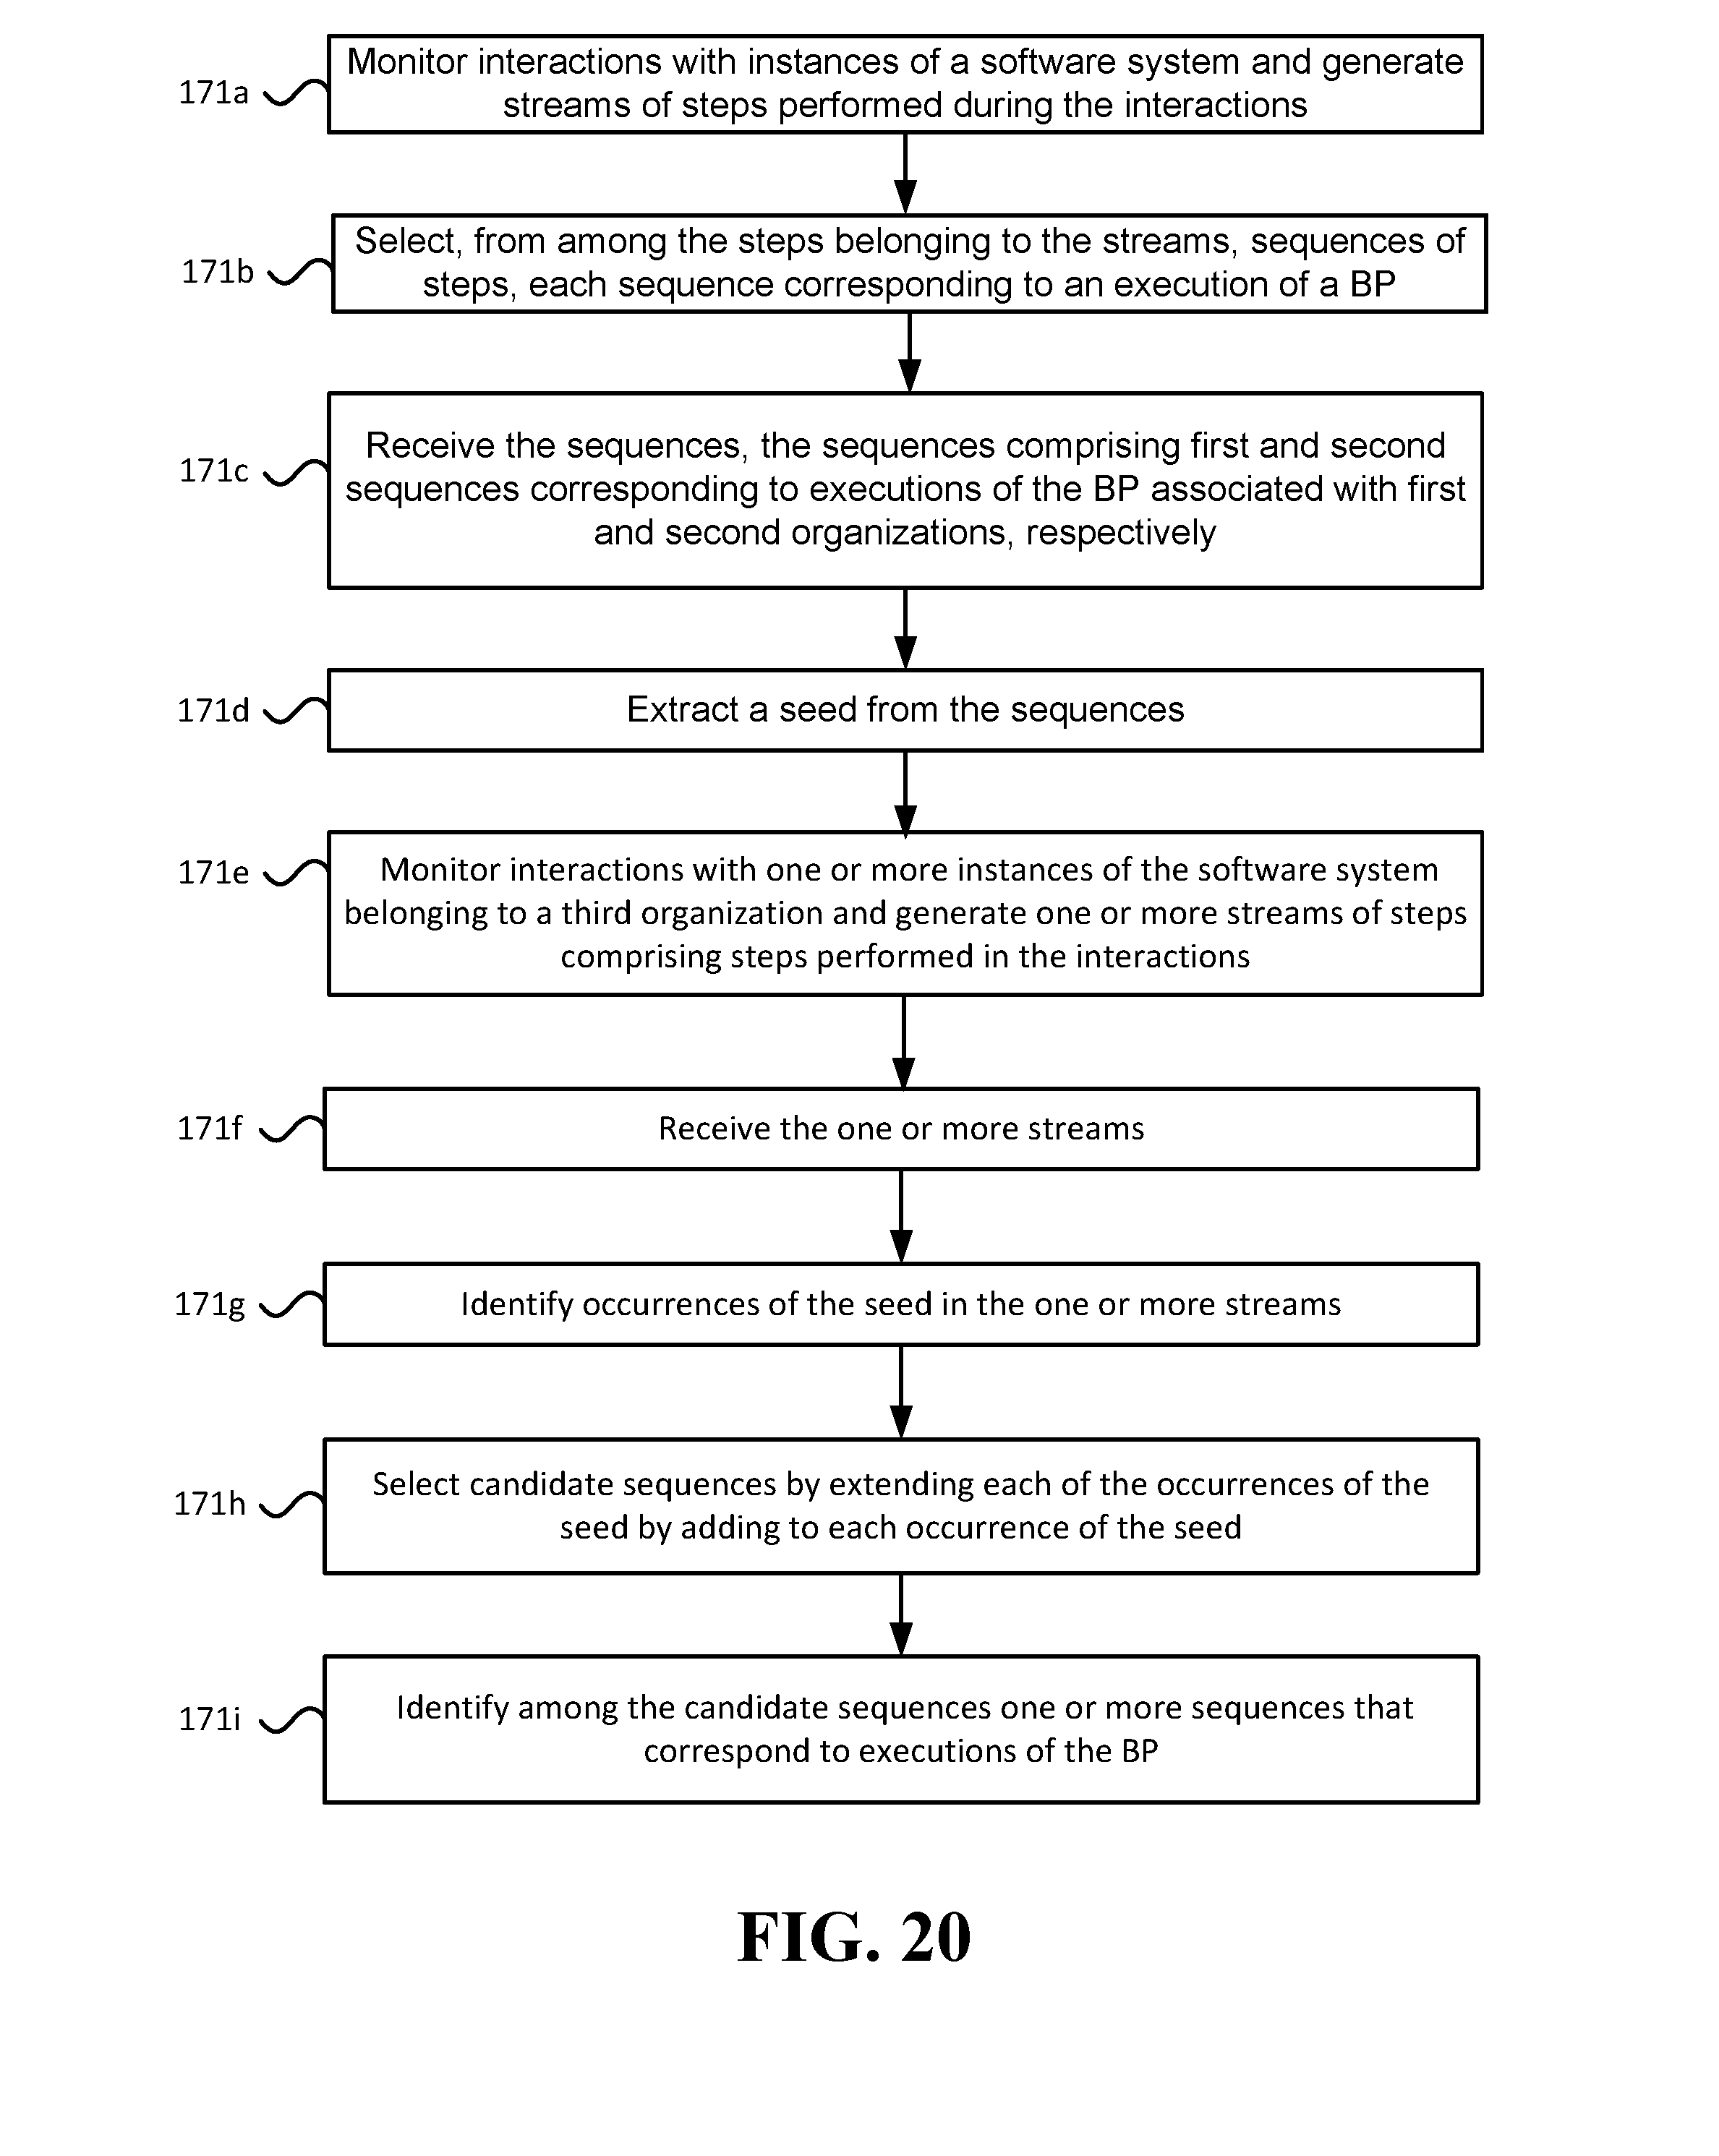 171a
Monitor interactions with instances of a software system and generate
streams of steps performed during the interactions
171b
Select, from among the steps belonging to the streams, sequences of
steps, each sequence corresponding to an execution of a BP
171c
Receive the sequences, the sequences comprising first and second
sequences corresponding to executions of the BP associated with first
and second organizations, respectively
171d
Extract a seed from the sequences
171e
Monitor interactions with one or more instances of the software system
belonging to a third organization and generate one or more streams of steps
comprising steps performed in the interactions
171f
Receive the one or more streams
171g
Identify occurrences of the seed in the one or more streams
171h
Select candidate sequences by extending each of the occurrences of the
seed by adding to each occurrence of the seed
171i
Identify among the candidate sequences one or more sequences that
correspond to executions of the BP
FIG. 20